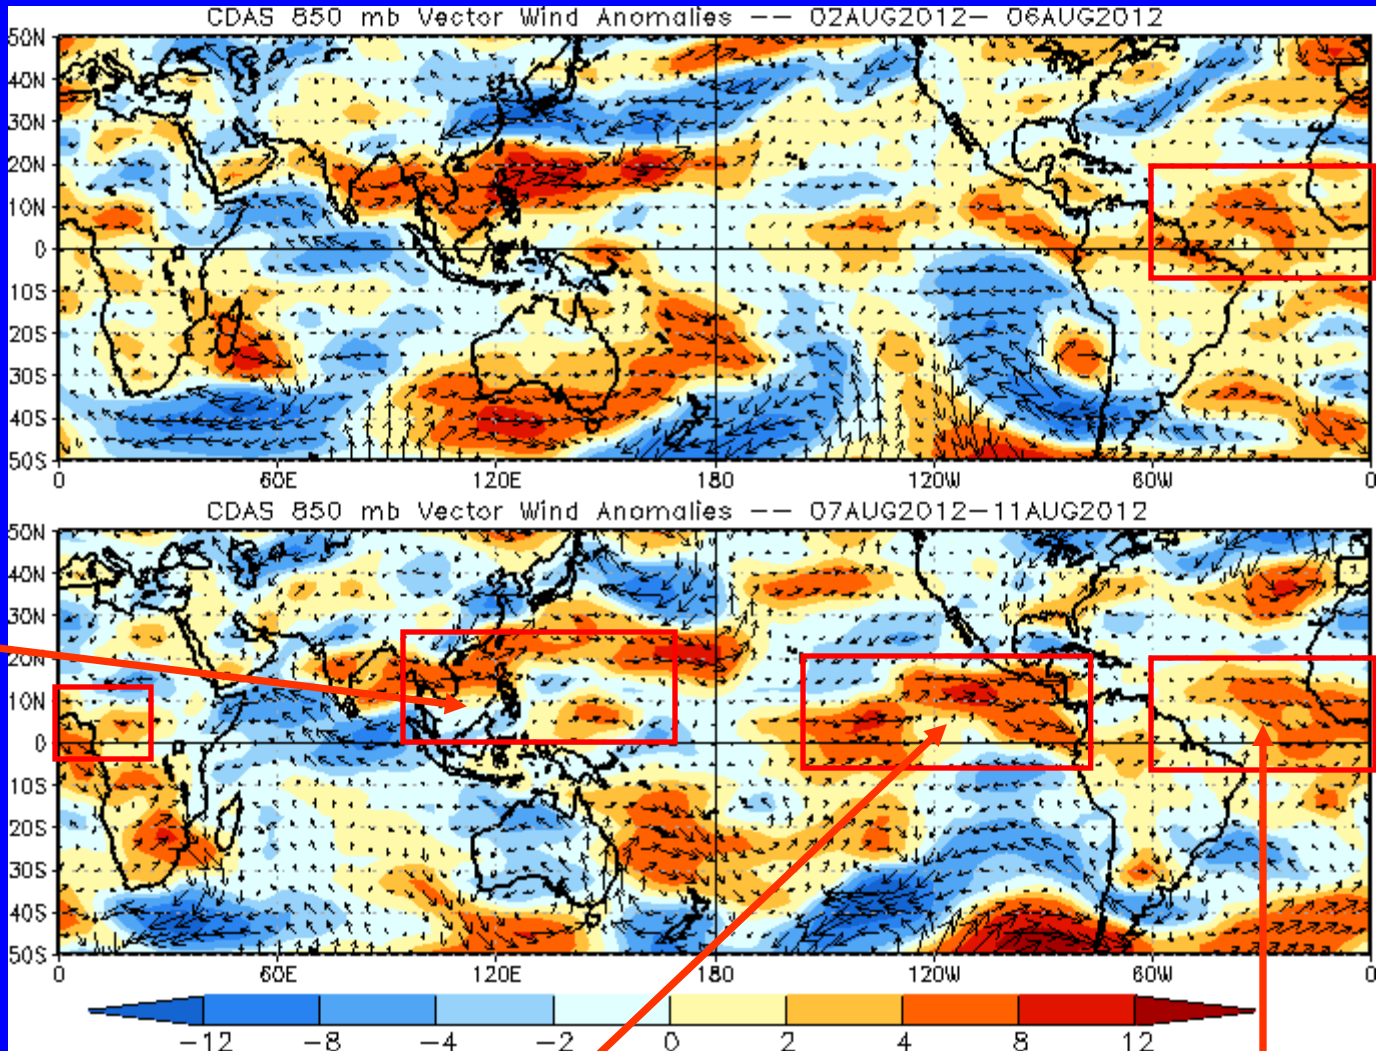 CDAS 850 mb Vector Wind Anomalies -- 02AUG2012- 06AUG2012
50N
40N
30N
20N
10N
0
10S
20S
30S
40S
50S
0 60E 120E 180 120W 60W 0
CDAS 850 mb Vector Wind Anomalies -- 07AUG2012-11AUG2012
50N
40N
30N
20N
10N
0
10S
20S
30S
40S
50S
0 60E 120E 180 120W 60W 0
-12 -8 -4 -2 0 2 4 8 12